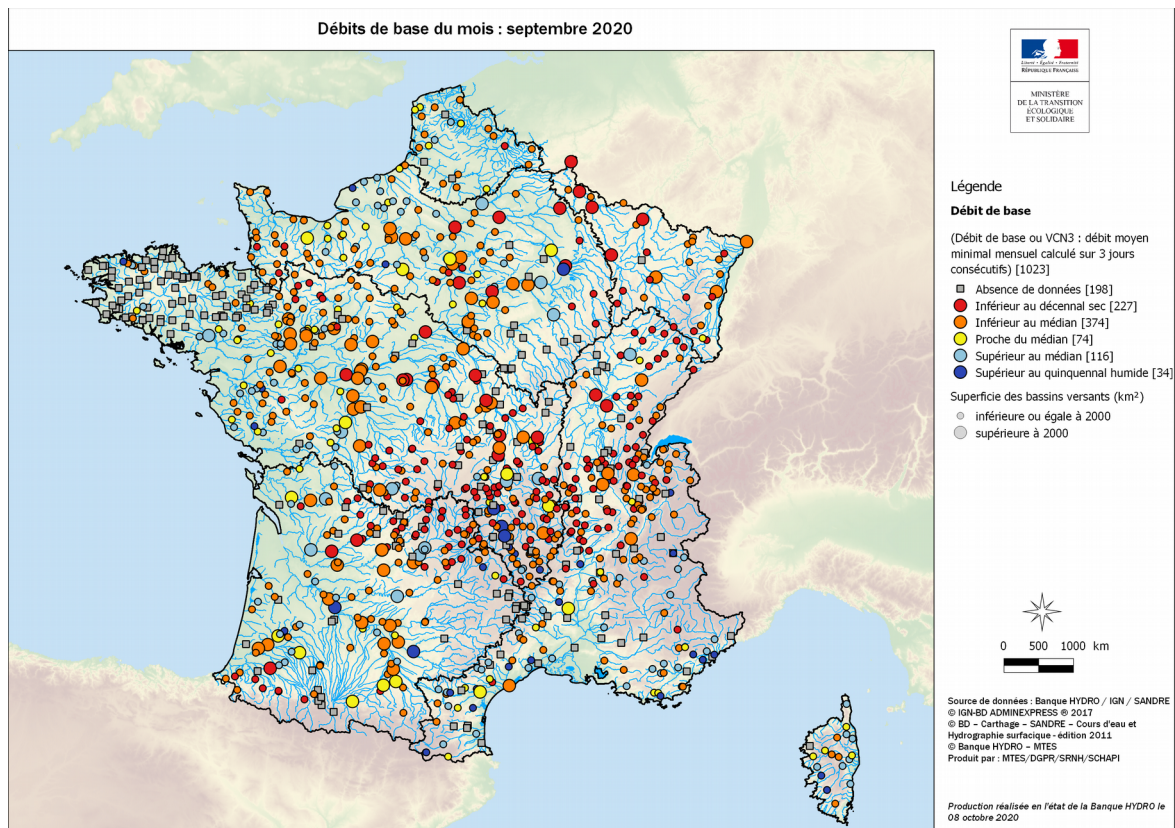 Débits de base du mois : septembre 2020
Liberté • Égalité • Fraternité
RÉPUBLIQUE FRANÇAISE
MINISTÈRE
DE LA TRANSITION
ÉCOLOGIQUE
ET SOLIDAIRE
Légende
Débit de base
(Débit de base ou VCN3 : débit moyen
minimal mensuel calculé sur 3 jours
consécutifs) [1023]
Absence de données [198]
Inférieur au décennal sec [227]
Inférieur au médian [374]
Proche du médian [74]
Supérieur au médian [116]
Supérieur au quinquennal humide [34]
Superficie des bassins versants (km²)
inférieure ou égale à 2000
supérieure à 2000
0 500 1000 km
Source de données : Banque HYDRO / IGN / SANDRE
© IGN-BD ADMINEXPRESS ® 2017
© BD – Carthage – SANDRE – Cours d'eau et
Hydrographie surfacique - édition 2011
© Banque HYDRO – MTES
Produit par : MTES/DGPR/SRNH/SCHAPI
Production réalisée en l'état de la Banque HYDRO le
08 octobre 2020